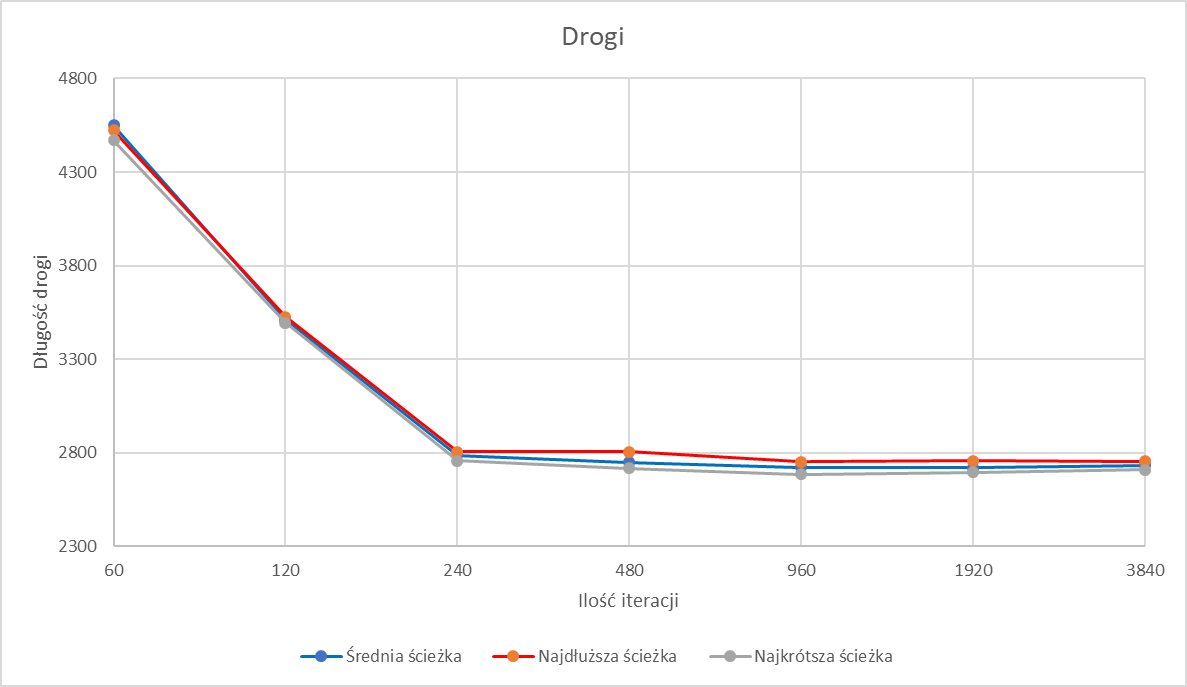 Drogi
4800
4300
3800
3300
2800
2300
Długość drogi
60 120 240 480 960 1920 3840
Ilość iteracji
Średnia ścieżka Najdłuższa ścieżka Najkrótsza ścieżka